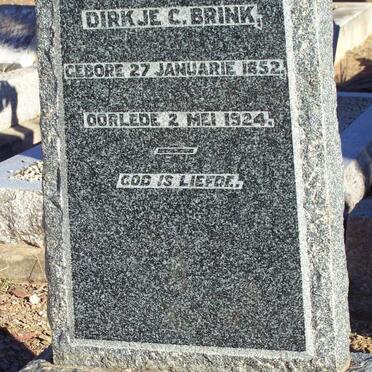 DIRKJE C. BRINK,
GEBORE 27 JANUARIE 1852.
OORLEDE 2 MEI 1924.
GOD IS LIEFDE.